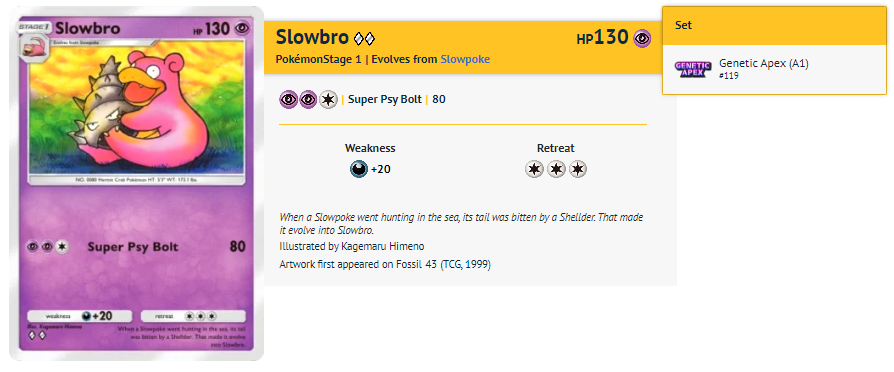 STAGE 1 Slowbro HP 130
Evolves from Slowpoke
NO. 0080 Hermit Crab Pokémon HT: 5'3" WT: 173.1 lbs.
Super Psy Bolt 80
weakness +20 retreat
Illus. Kagemaru Himeno
When a Slowpoke went hunting in the sea, its tail
was bitten by a Shellder. That made it evolve
into Slowbro.
Slowbro HP130
PokémonStage 1 | Evolves from Slowpoke
| Super Psy Bolt | 80
Weakness Retreat
+20
When a Slowpoke went hunting in the sea, its tail was bitten by a Shellder. That made
it evolve into Slowbro.
Illustrated by Kagemaru Himeno
Artwork first appeared on Fossil 43 (TCG, 1999)
Set
GENETIC
APEX
Genetic Apex (A1)
#119